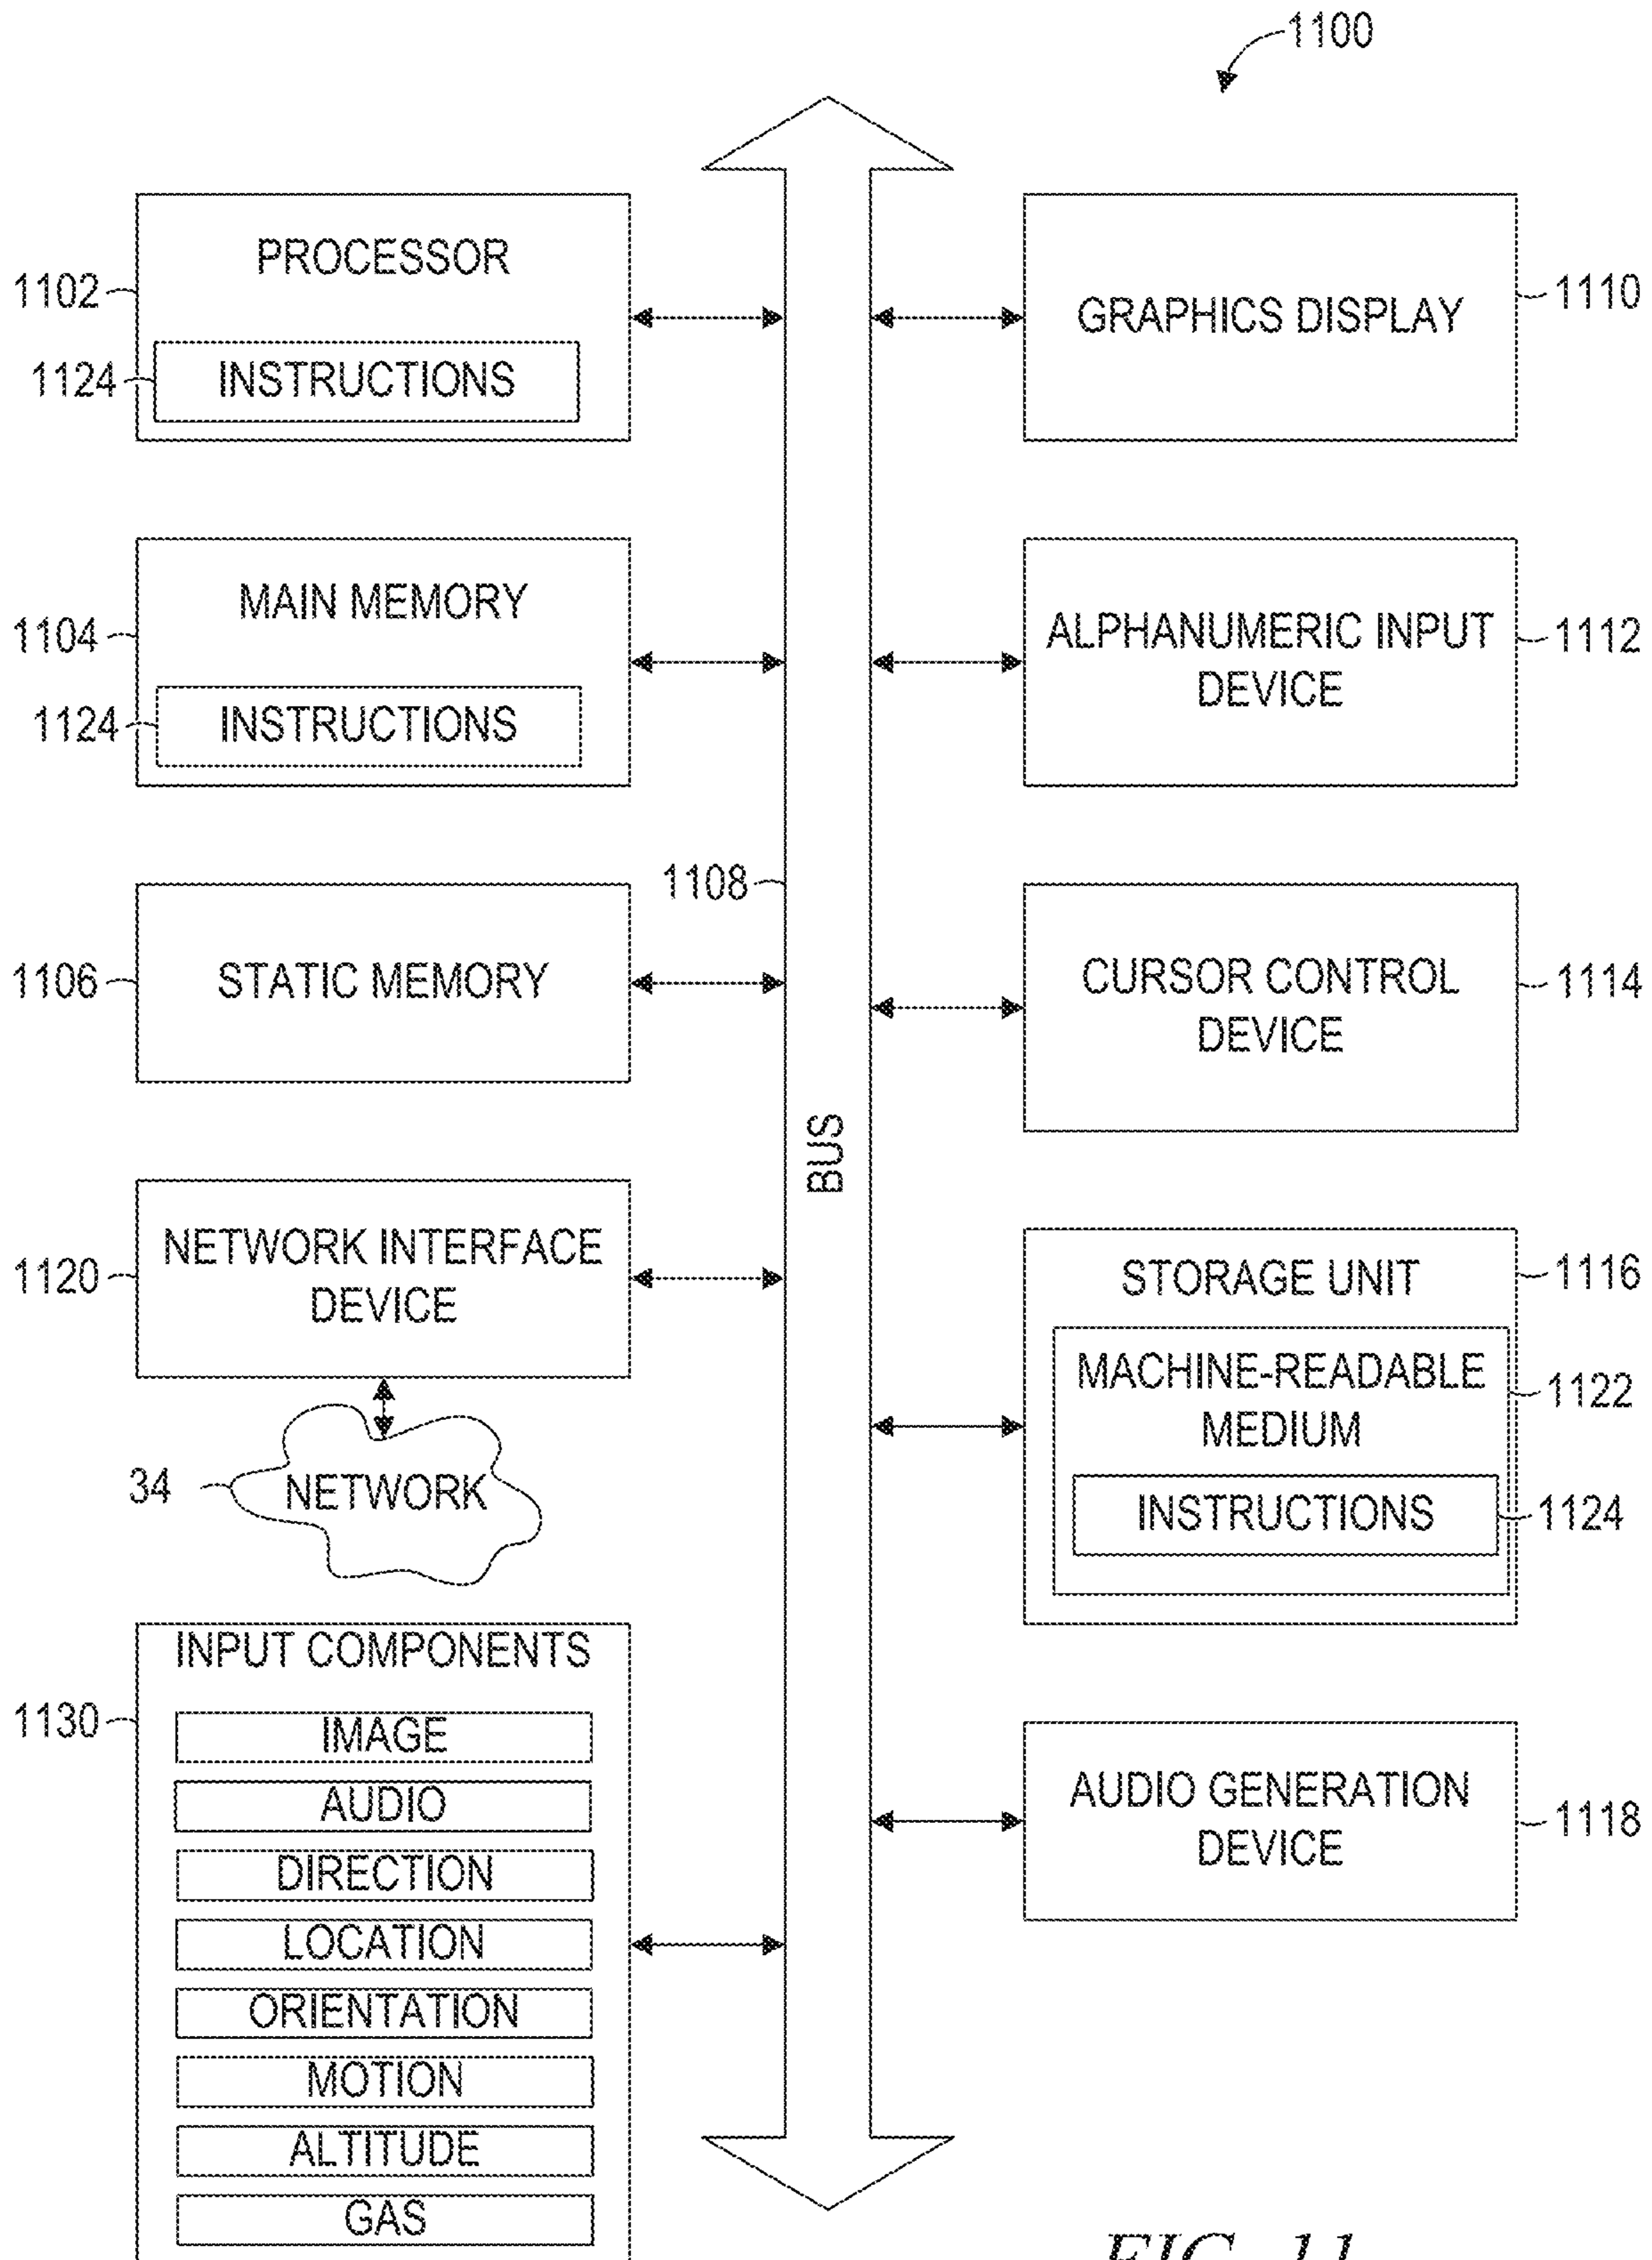 1100
PROCESSOR
1102
1124
INSTRUCTIONS
MAIN MEMORY
1104
1124
INSTRUCTIONS
1108
1106
STATIC MEMORY
BUS
NETWORK INTERFACE
DEVICE
1120
34
NETWORK
INPUT COMPONENTS
1130
IMAGE
AUDIO
DIRECTION
LOCATION
ORIENTATION
MOTION
ALTITUDE
GAS
GRAPHICS DISPLAY
1110
ALPHANUMERIC INPUT
DEVICE
1112
CURSOR CONTROL
DEVICE
1114
STORAGE UNIT
1116
MACHINE-READABLE
MEDIUM
1122
INSTRUCTIONS
1124
AUDIO GENERATION
DEVICE
1118
FIG. 11